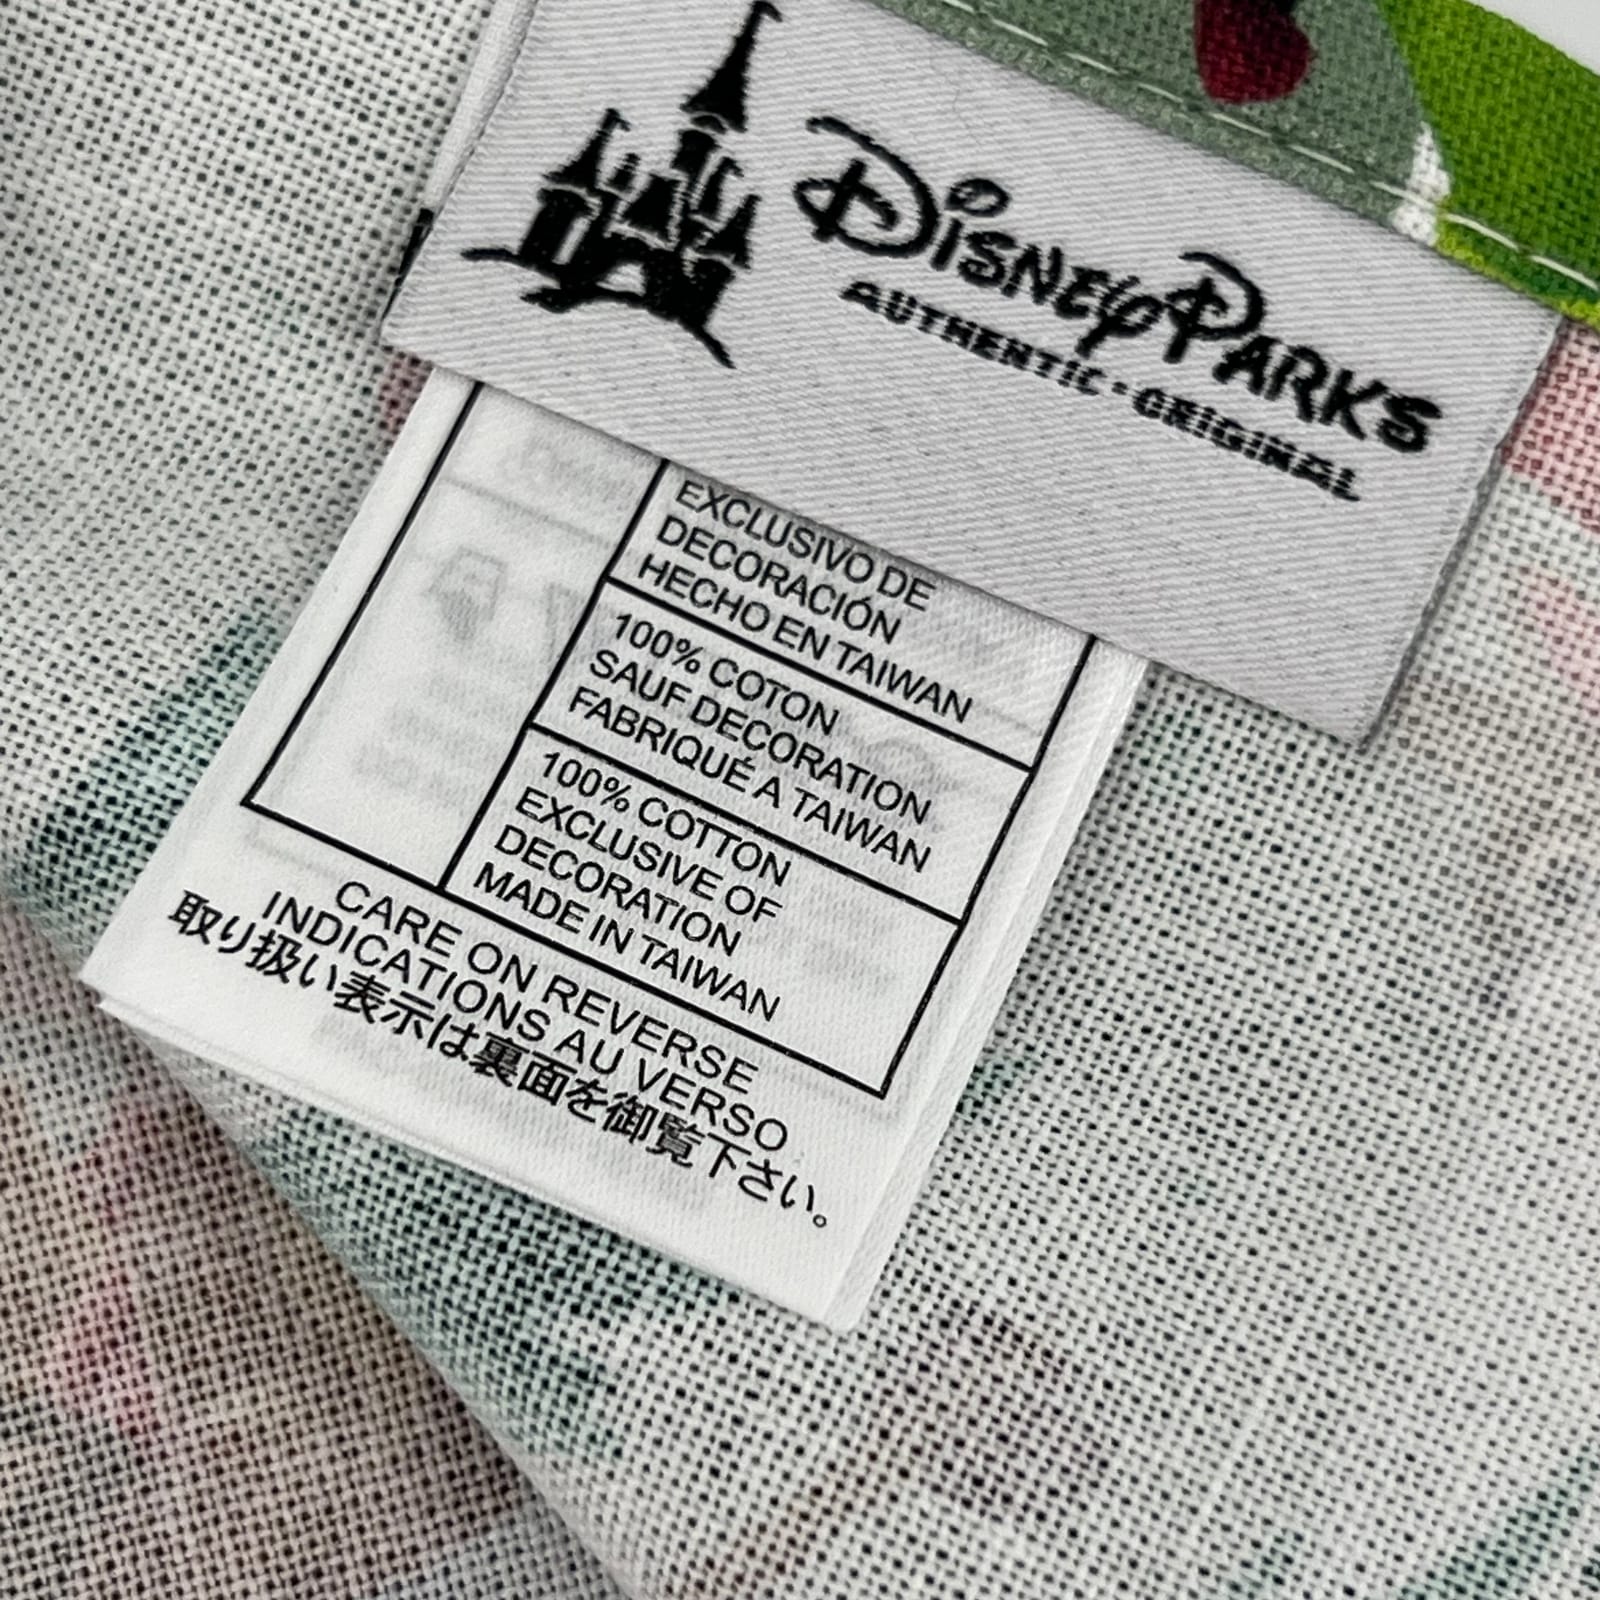 Disney Parks
AUTHENTIC · ORIGINAL
EXCLUSIVO DE
DECORACIÓN
HECHO EN TAIWAN
100% COTON
SAUF DECORATION
FABRIQUÉ A TAIWAN
100% COTTON
EXCLUSIVE OF
DECORATION
MADE IN TAIWAN
CARE ON REVERSE
INDICATIONS AU VERSO
取り扱い表示は裏面を御覧下さい。